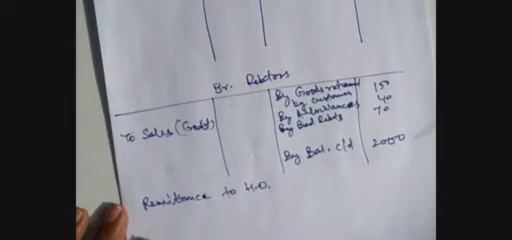 Br. Debtors
By Goods returned 150
by customer
By Allowances 40
By Bad Debts 70
To Sales (Credit)
By Bal. c/d 2000
Remittance to H.O.